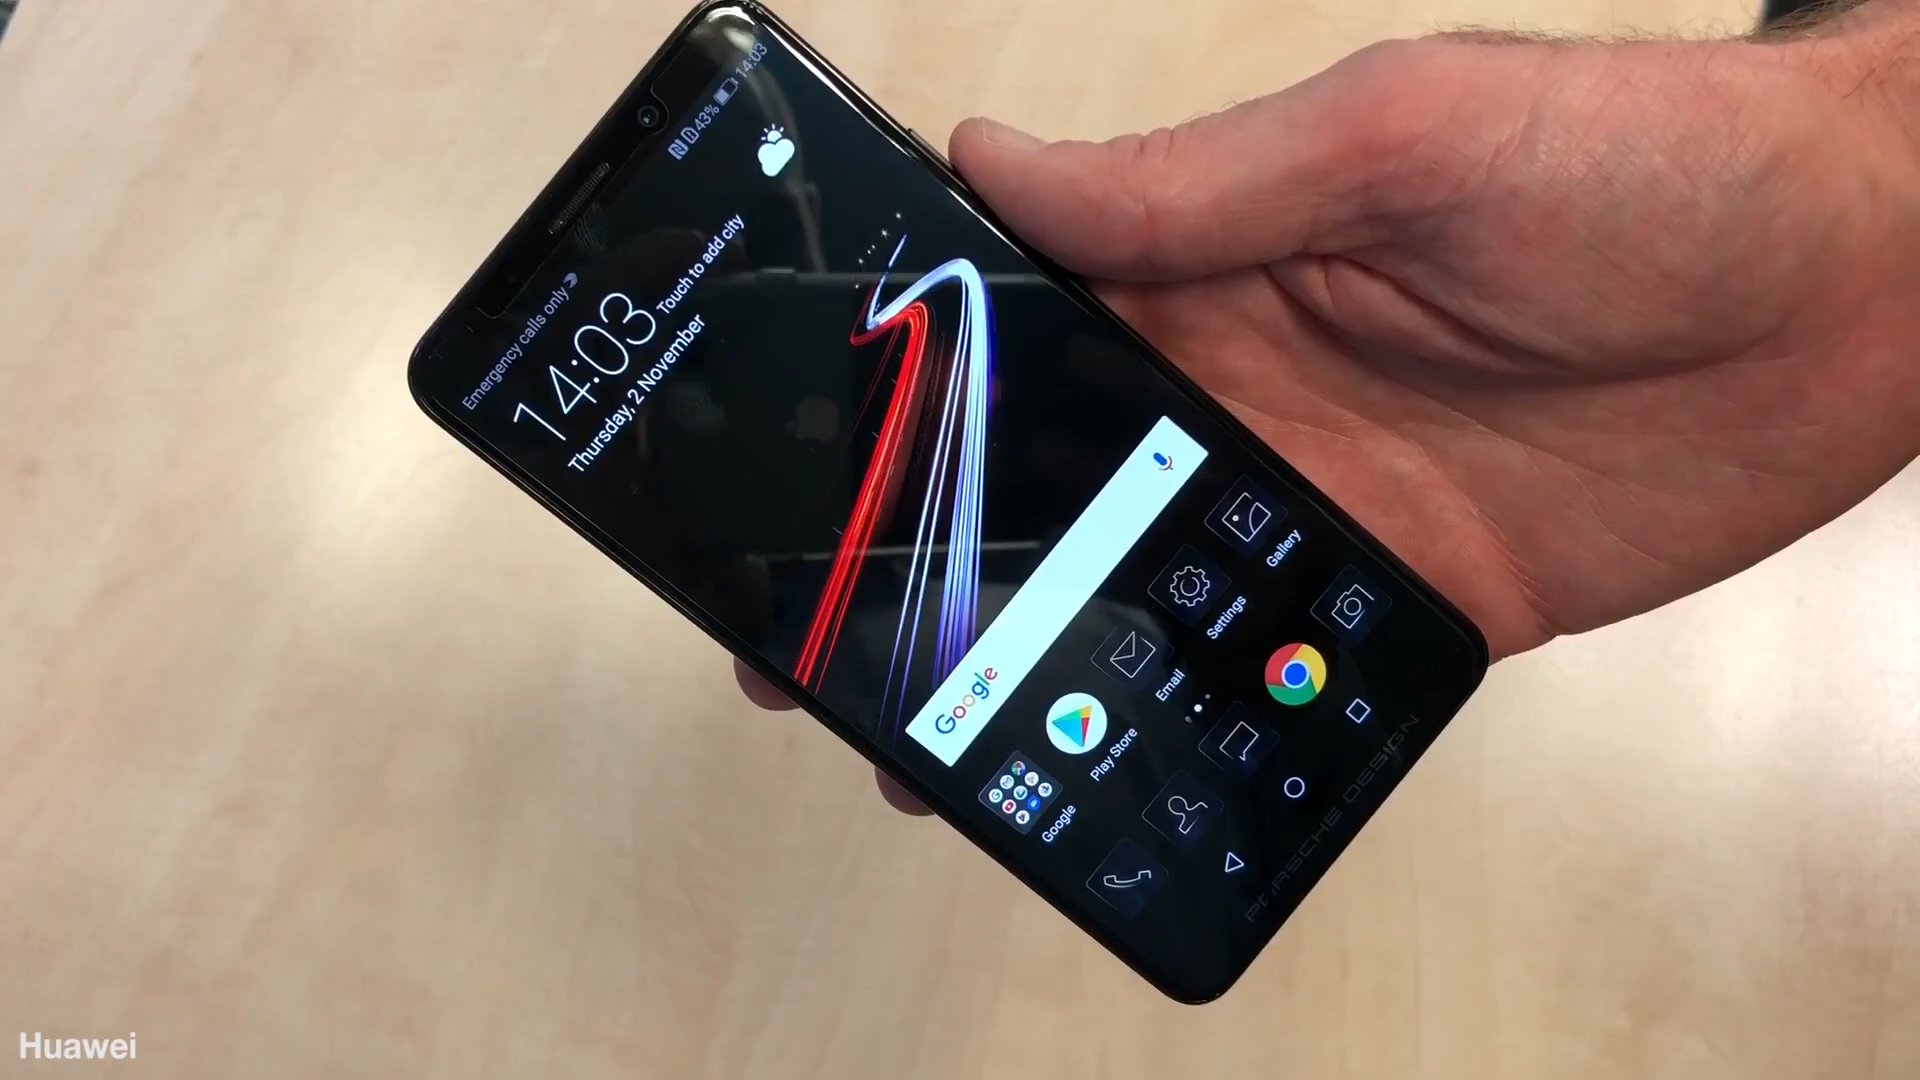 43% 14:03
Emergency calls only
14:03
Touch to add city
Thursday, 2 November
Google
Gallery
Settings
Email
Play Store
Google
PORSCHE DESIGN
Huawei